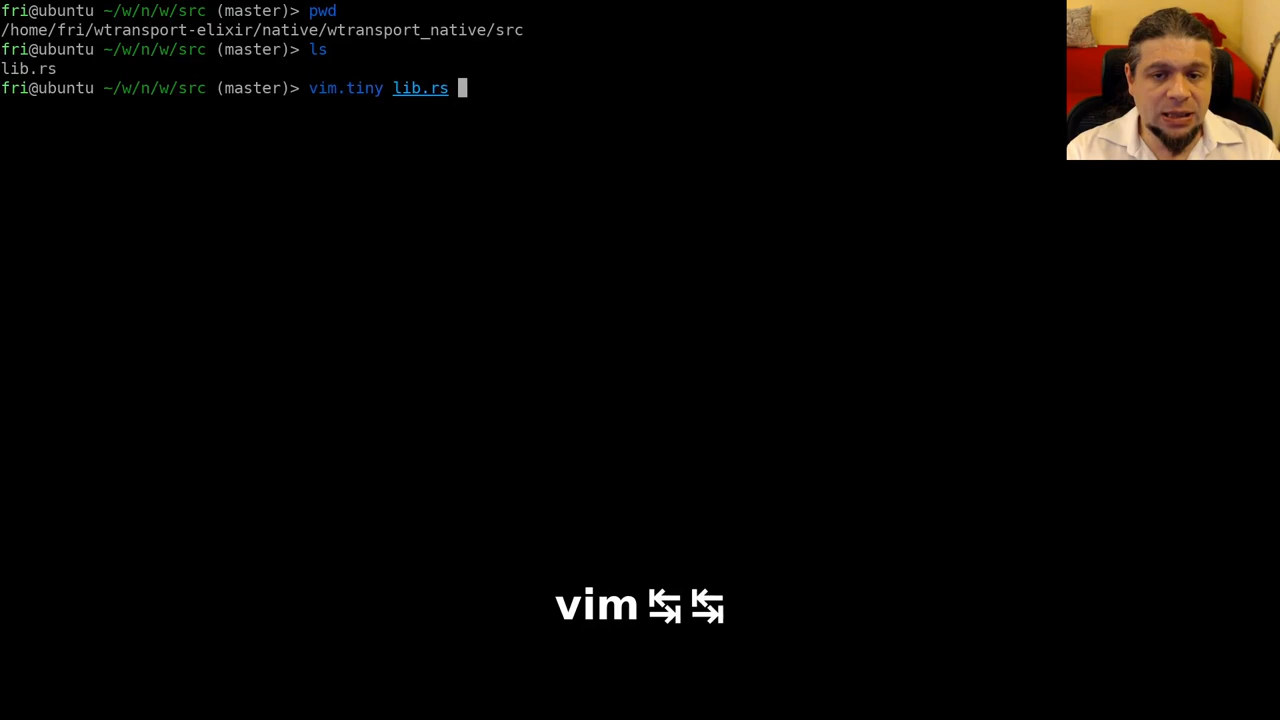 fri@ubuntu ~/w/n/w/src (master)> pwd
/home/fri/wtransport-elixir/native/wtransport_native/src
fri@ubuntu ~/w/n/w/src (master)> ls
lib.rs
fri@ubuntu ~/w/n/w/src (master)> vim.tiny lib.rs
vim ↹ ↹